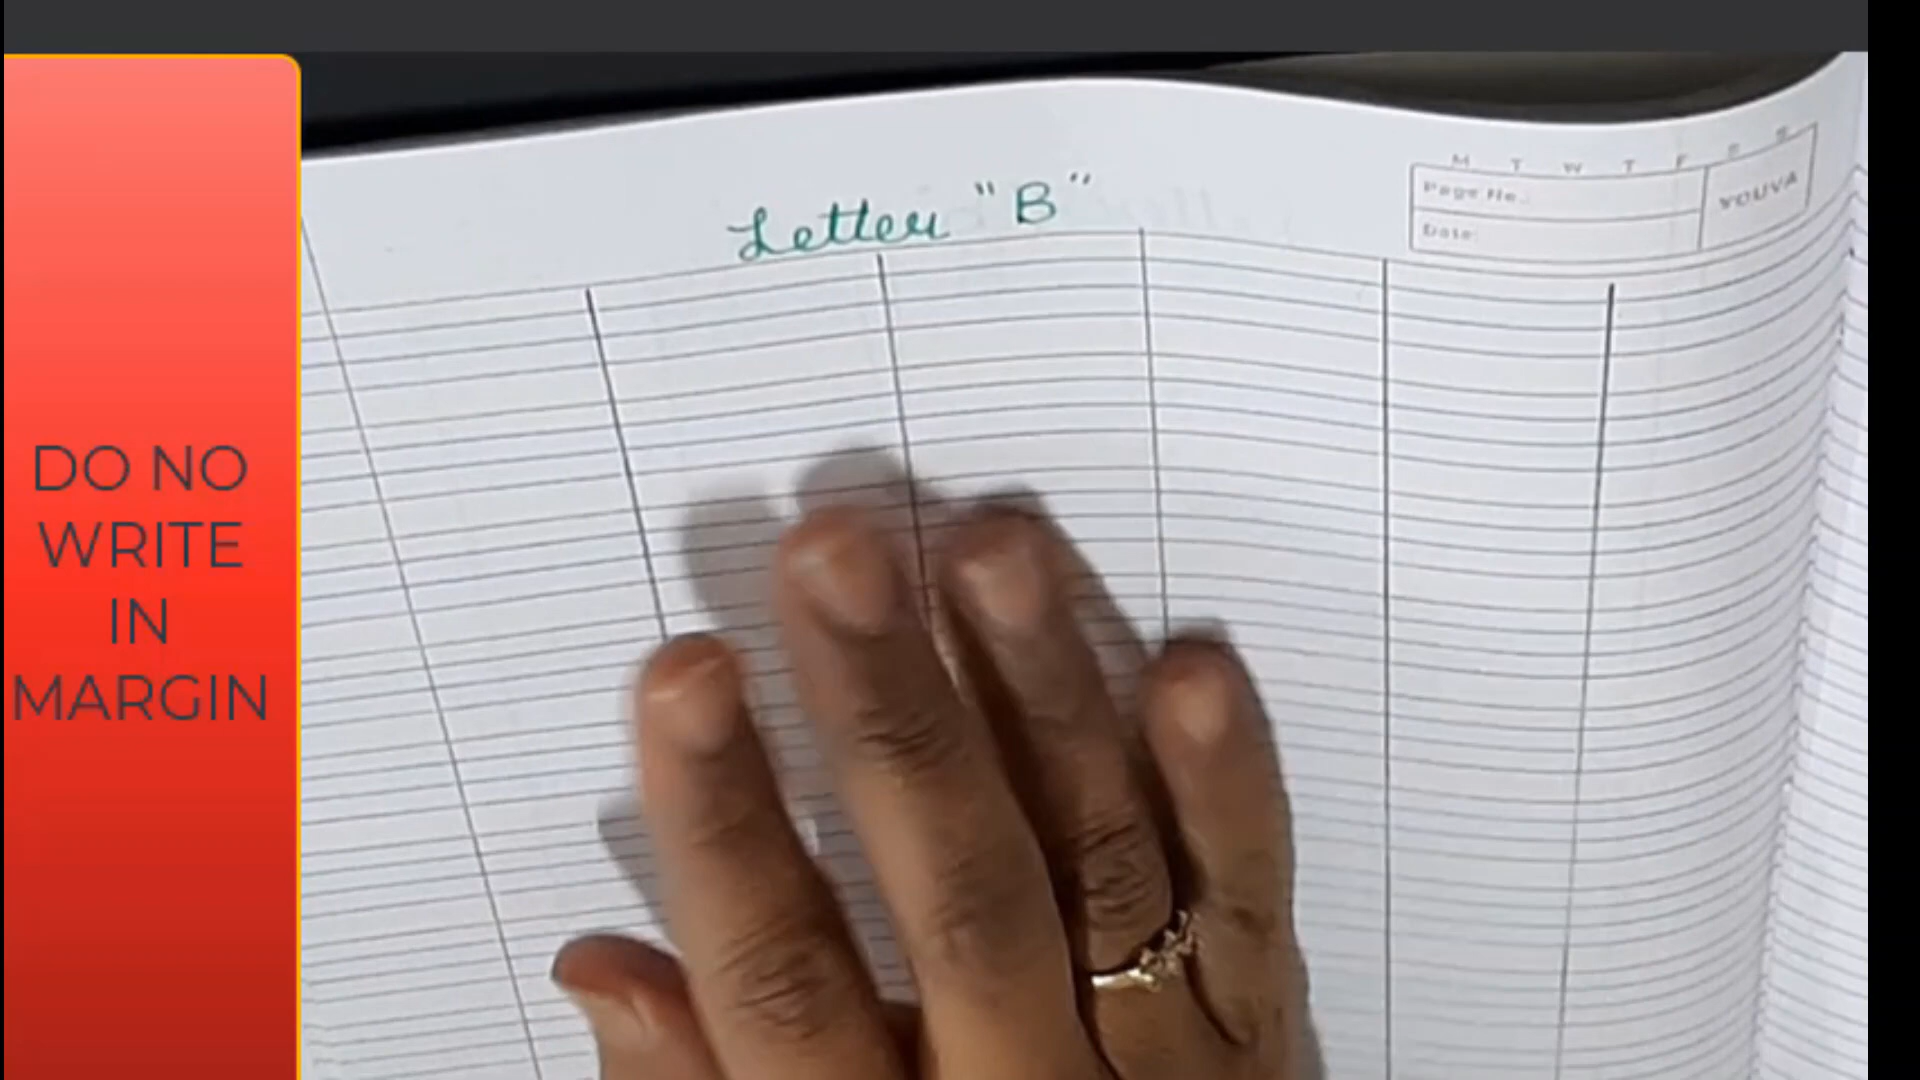 DO NO
WRITE
IN
MARGIN
Letter "B"
M T W T F S S
Page No.:
Date:
YOUVA